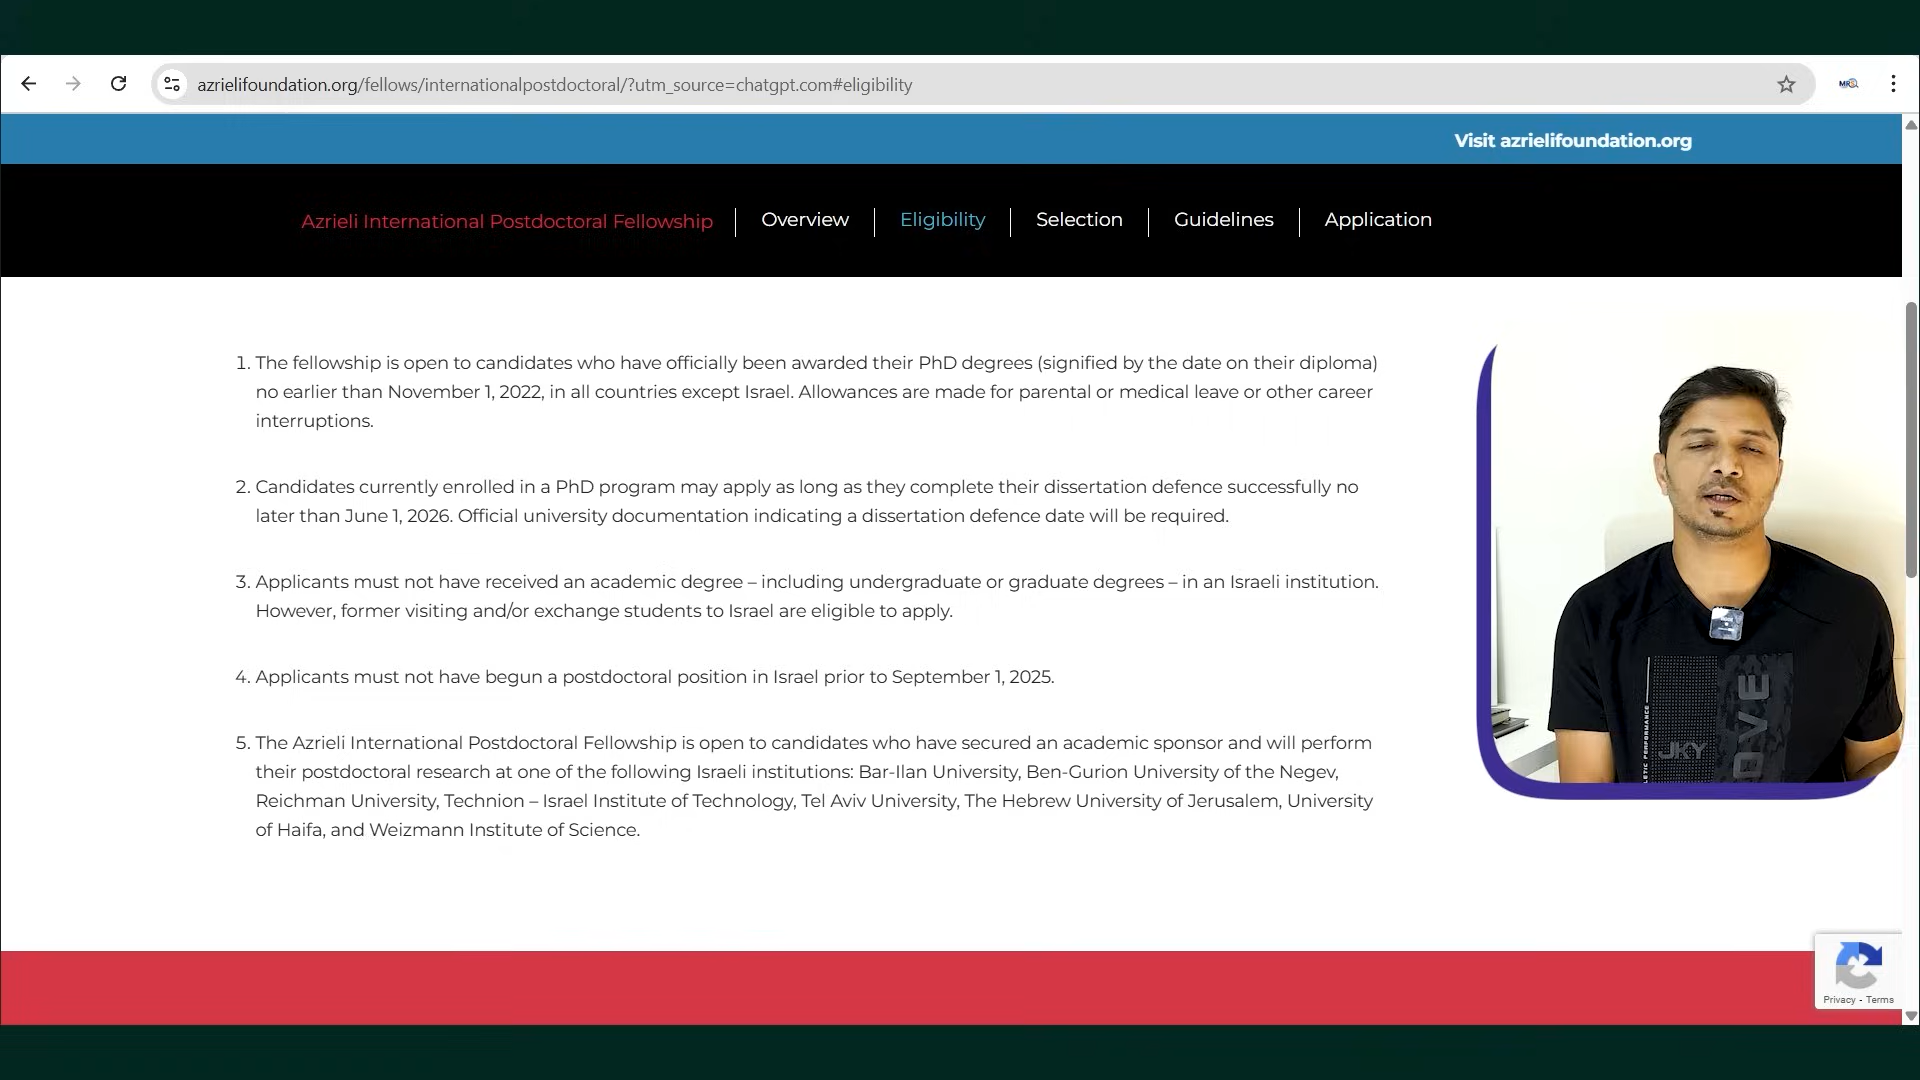 azrielifoundation.org/fellows/internationalpostdoctoral/?utm_source=chatgpt.com#eligibility
Visit azrielifoundation.org
Azrieli International Postdoctoral Fellowship
Overview
Eligibility
Selection
Guidelines
Application
1. The fellowship is open to candidates who have officially been awarded their PhD degrees (signified by the date on their diploma)
no earlier than November 1, 2022, in all countries except Israel. Allowances are made for parental or medical leave or other career
interruptions.
2. Candidates currently enrolled in a PhD program may apply as long as they complete their dissertation defence successfully no
later than June 1, 2026. Official university documentation indicating a dissertation defence date will be required.
3. Applicants must not have received an academic degree – including undergraduate or graduate degrees – in an Israeli institution.
However, former visiting and/or exchange students to Israel are eligible to apply.
4. Applicants must not have begun a postdoctoral position in Israel prior to September 1, 2025.
5. The Azrieli International Postdoctoral Fellowship is open to candidates who have secured an academic sponsor and will perform
their postdoctoral research at one of the following Israeli institutions: Bar-Ilan University, Ben-Gurion University of the Negev,
Reichman University, Technion – Israel Institute of Technology, Tel Aviv University, The Hebrew University of Jerusalem, University
of Haifa, and Weizmann Institute of Science.
JKY
Privacy - Terms